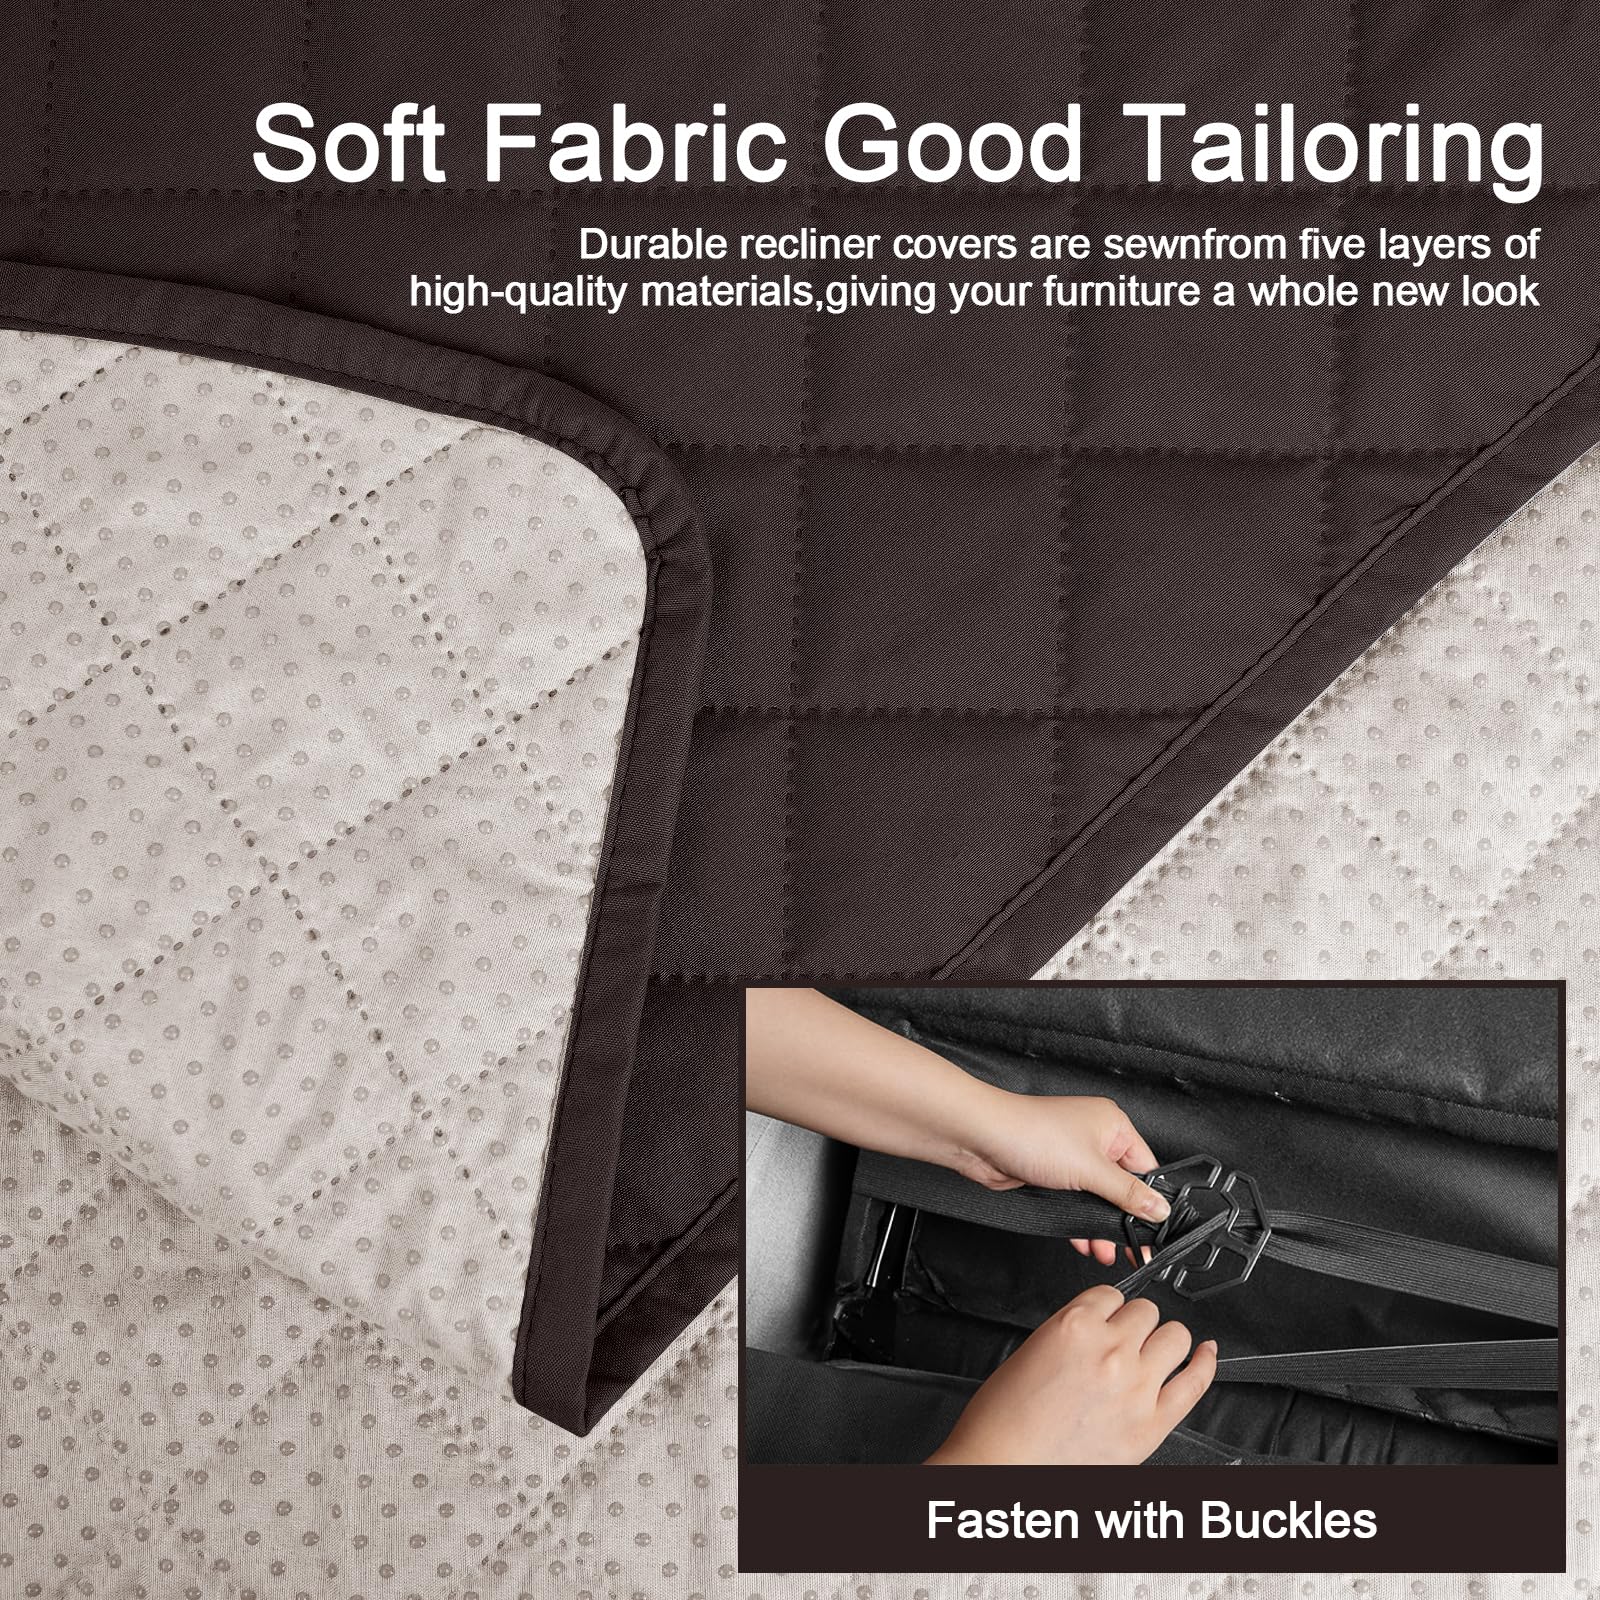 Soft Fabric Good Tailoring
Durable recliner covers are sewnfrom five layers of
high-quality materials,giving your furniture a whole new look
Fasten with Buckles